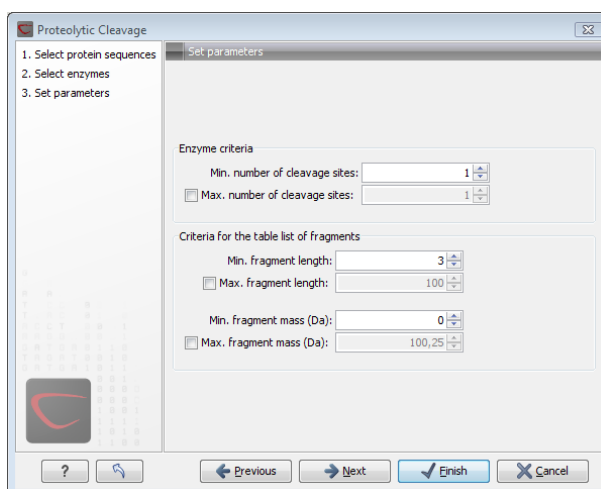 Proteolytic Cleavage
1. Select protein sequences
2. Select enzymes
3. Set parameters
Set parameters
Enzyme criteria
Min. number of cleavage sites: 1
Max. number of cleavage sites: 1
Criteria for the table list of fragments
Min. fragment length: 3
Max. fragment length: 100
Min. fragment mass (Da): 0
Max. fragment mass (Da): 100,25
? Previous Next Finish Cancel